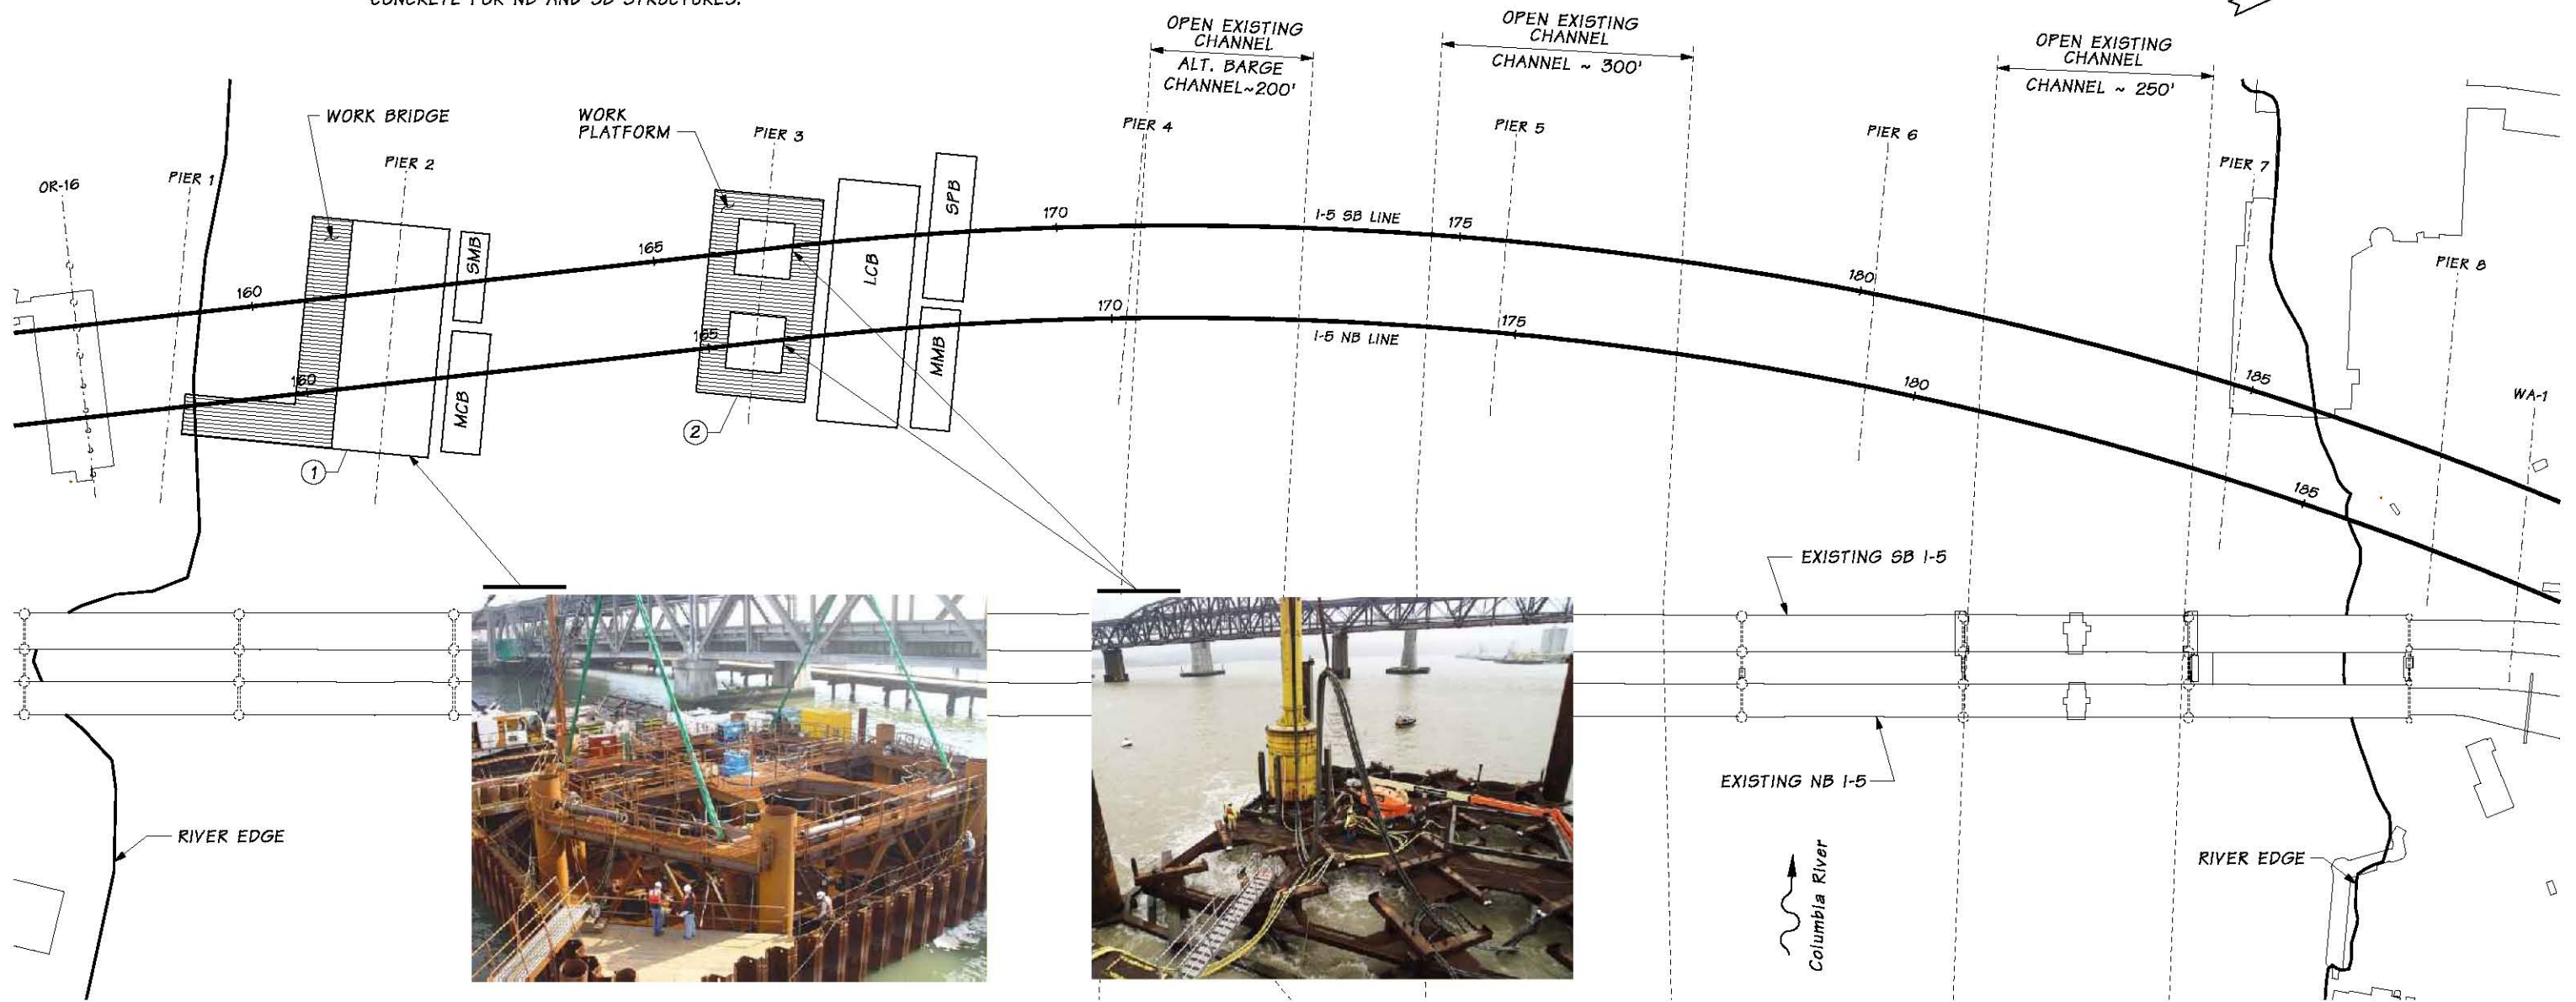 CONCRETE FOR NB AND SB STRUCTURES.
OPEN EXISTING
CHANNEL
ALT. BARGE
CHANNEL~200'
OPEN EXISTING
CHANNEL
CHANNEL ~ 300'
OPEN EXISTING
CHANNEL
CHANNEL ~ 250'
WORK BRIDGE
WORK
PLATFORM
OR-16
PIER 1
PIER 2
PIER 3
PIER 4
PIER 5
PIER 6
PIER 7
PIER 8
WA-1
SMB
MCB
LCB
SPB
MMB
160
165
170
I-5 SB LINE
175
180
185
160
165
170
I-5 NB LINE
175
180
185
1
2
EXISTING SB I-5
EXISTING NB I-5
RIVER EDGE
Columbia River
RIVER EDGE